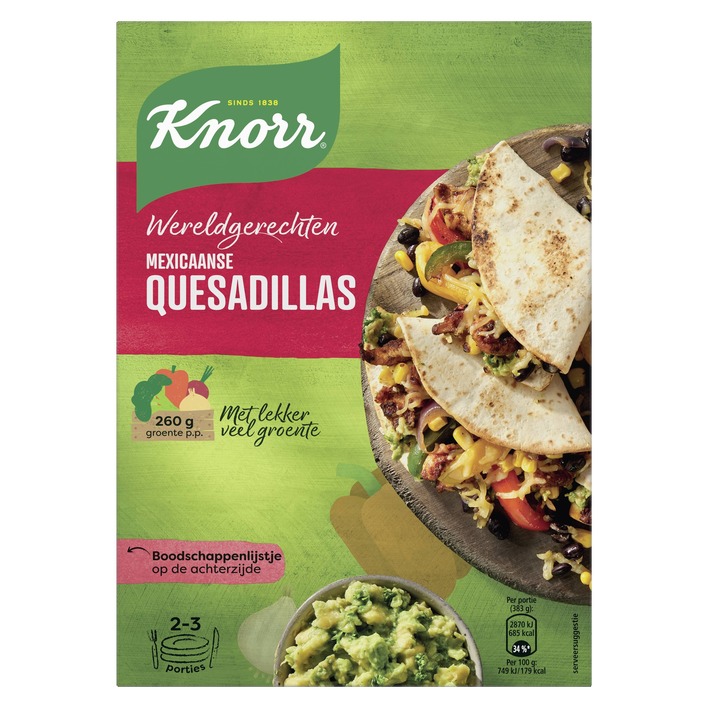 SINDS 1838
Knorr®
Wereldgerechten
MEXICAANSE
QUESADILLAS
260 g
groente p.p.
Met lekker
veel groente
Boodschappenlijstje
op de achterzijde
2-3
porties
Per portie
(383 g):
2870 kJ
685 kcal
34 %*
Per 100 g:
749 kJ/179 kcal
serveersuggestie